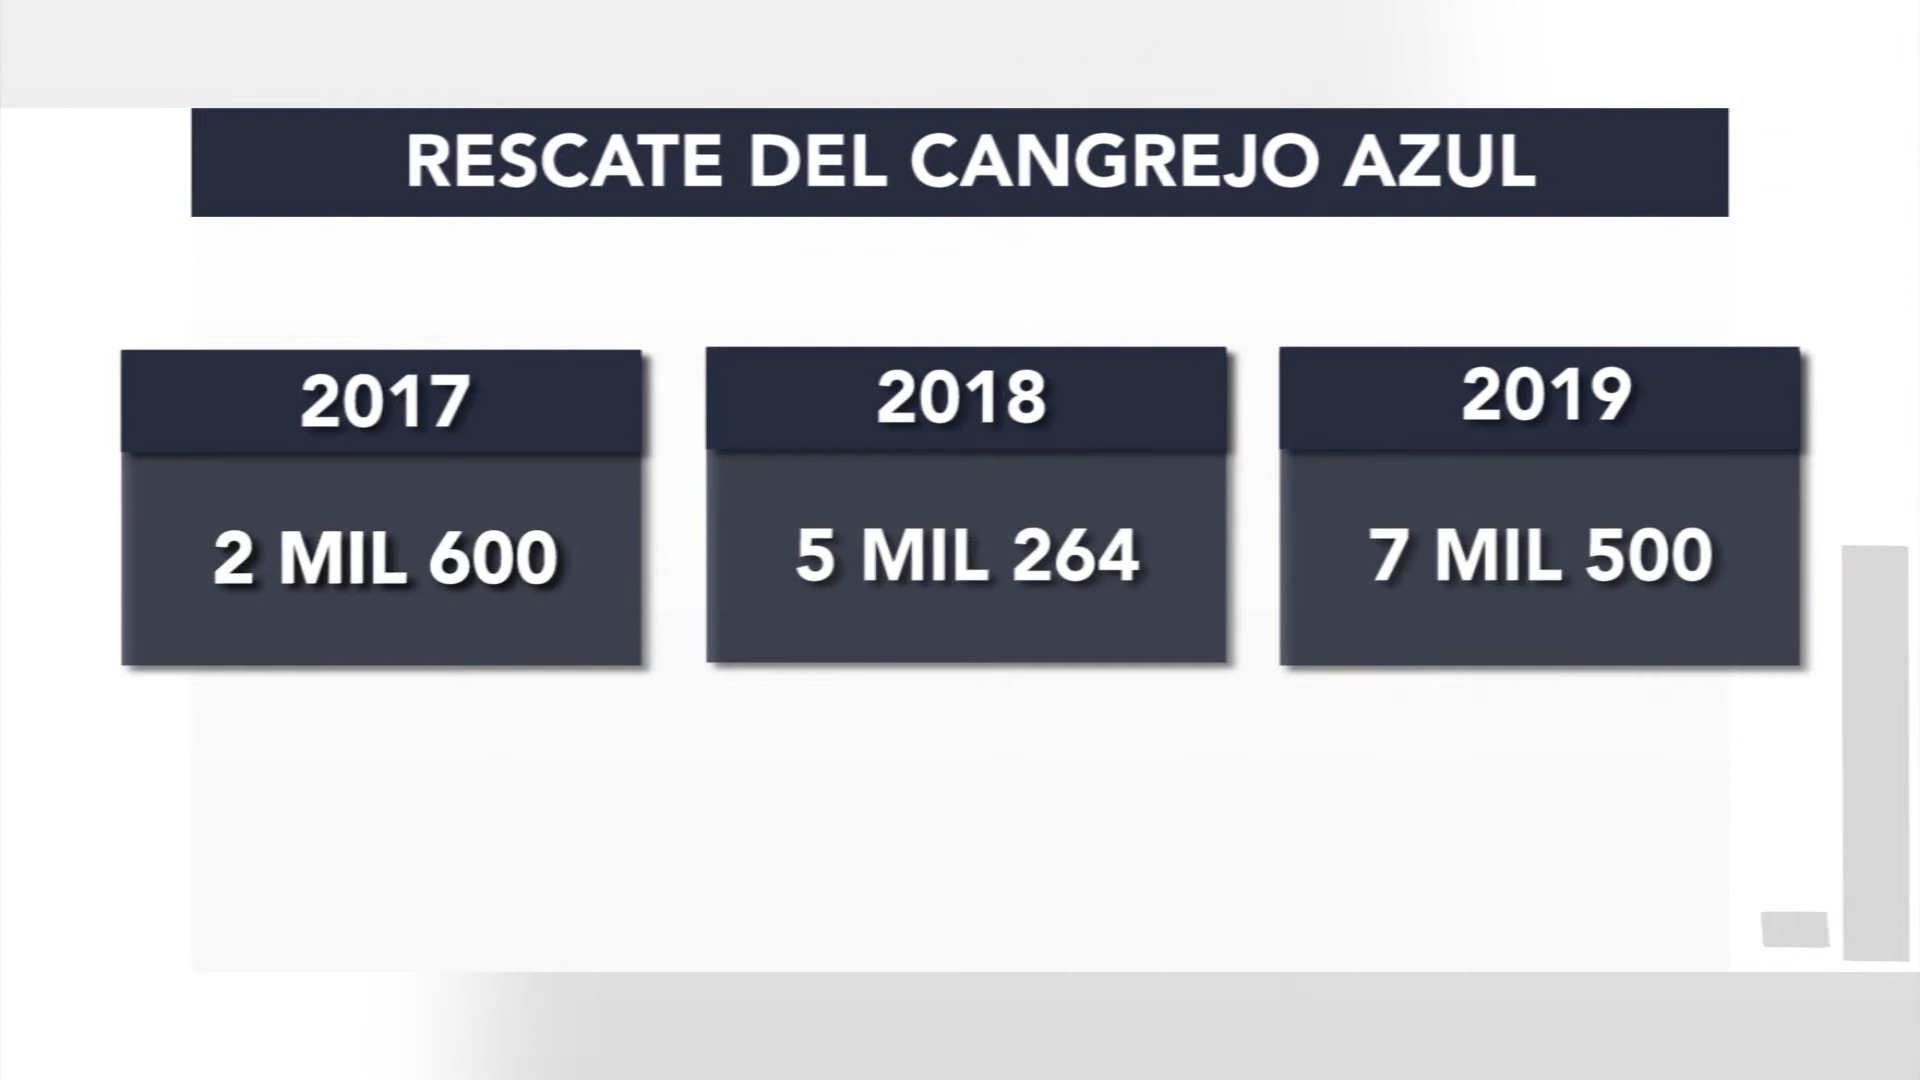 RESCATE DEL CANGREJO AZUL
2017
2 MIL 600
2018
5 MIL 264
2019
7 MIL 500